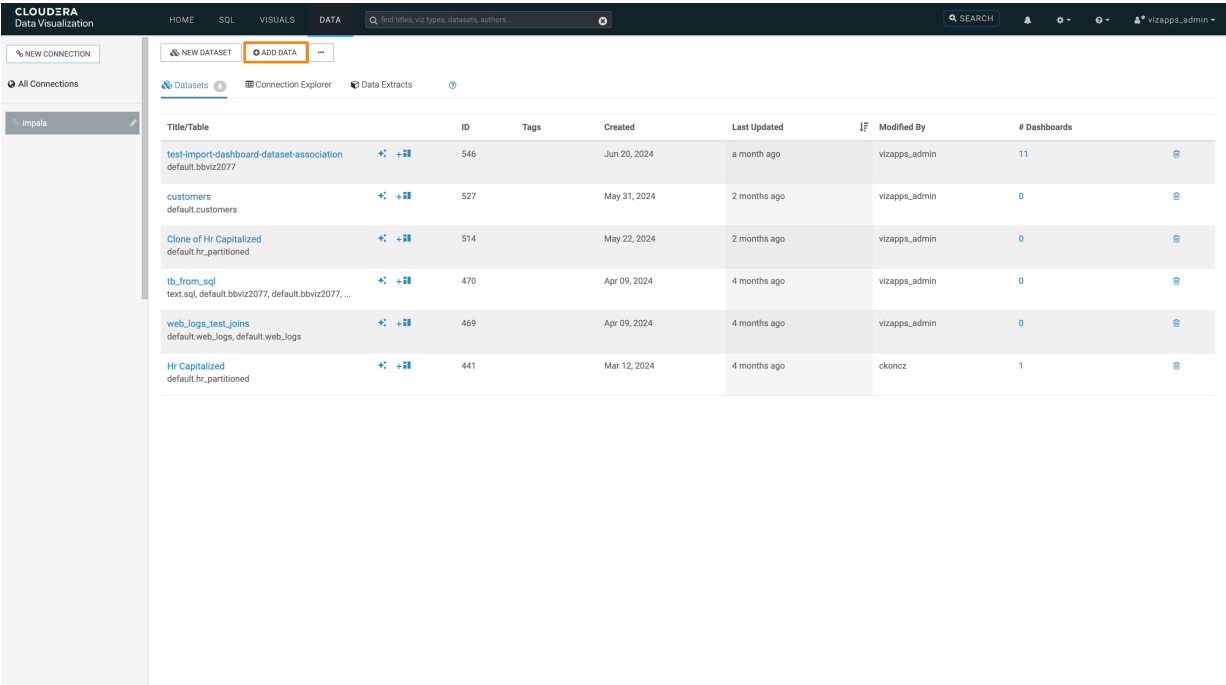 CLOUDERA
Data Visualization
HOME SQL VISUALS DATA find titles, viz types, datasets, authors... SEARCH vizapps_admin
NEW CONNECTION
All Connections
impala
NEW DATASET ADD DATA ...
Datasets 6 Connection Explorer Data Extracts ?
Title/Table ID Tags Created Last Updated Modified By # Dashboards
test-import-dashboard-dataset-association 546 Jun 20, 2024 a month ago vizapps_admin 11
default.bbviz2077
customers 527 May 31, 2024 2 months ago vizapps_admin 0
default.customers
Clone of Hr Capitalized 514 May 22, 2024 2 months ago vizapps_admin 0
default.hr_partitioned
tb_from_sql 470 Apr 09, 2024 4 months ago vizapps_admin 0
text.sql, default.bbviz2077, default.bbviz2077, ...
web_logs_test_joins 469 Apr 09, 2024 4 months ago vizapps_admin 0
default.web_logs, default.web_logs
Hr Capitalized 441 Mar 12, 2024 4 months ago ckoncz 1
default.hr_partitioned